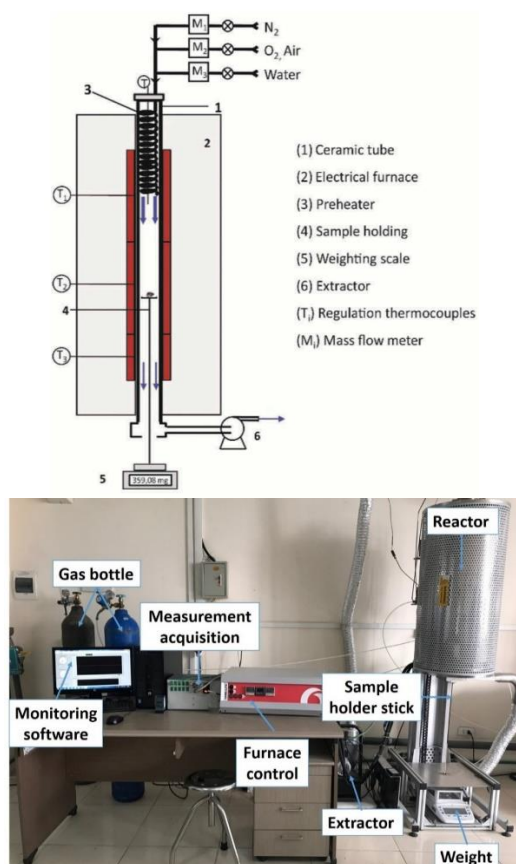 M₁
N₂
M₂
O₂, Air
M₃
Water
T
3
1
2
T₁
T₂
4
T₃
6
5
359,08 mg
(1) Ceramic tube
(2) Electrical furnace
(3) Preheater
(4) Sample holding
(5) Weighting scale
(6) Extractor
(Tᵢ) Regulation thermocouples
(Mᵢ) Mass flow meter
Gas bottle
Measurement
acquisition
Reactor
Monitoring
software
Furnace
control
Sample
holder stick
Extractor
Weight